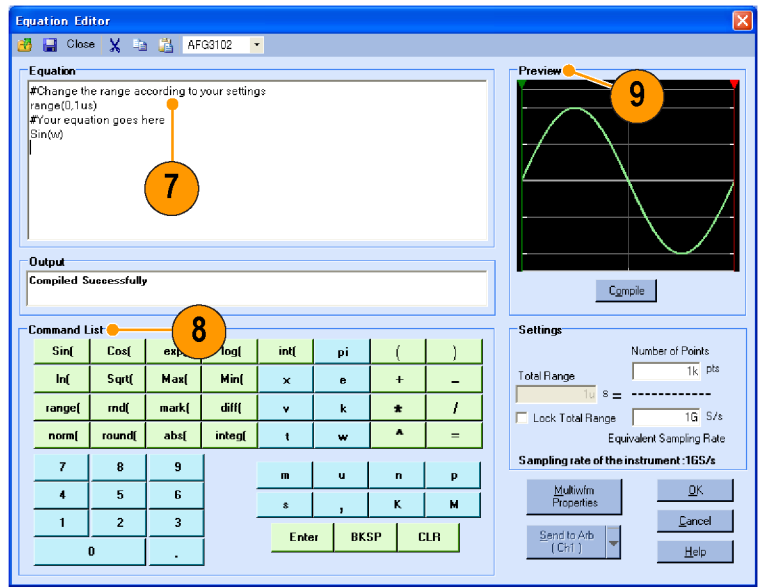 Equation Editor
Close AFG3102
Equation
#Change the range according to your settings
range(0,1us)
#Your equation goes here
Sin(w)
7
Output
Compiled Successfully
Preview
9
Compile
Command List
8
Sin( Cos( exp( log( int( pi ( )
ln( Sqrt( Max( Min( x e + -
range( rnd( mark( diff( v k * /
norm( round( abs( integ( t w ^ =
7 8 9
4 5 6
1 2 3
0 .
m u n p
s , K M
Enter BKSP CLR
Settings
Number of Points
Total Range 1k pts
1u s = ------------
Lock Total Range 1G S/s
Equivalent Sampling Rate
Sampling rate of the instrument :1GS/s
Multiwfm
Properties
OK
Cancel
Send to Arb
(Ch1)
Help